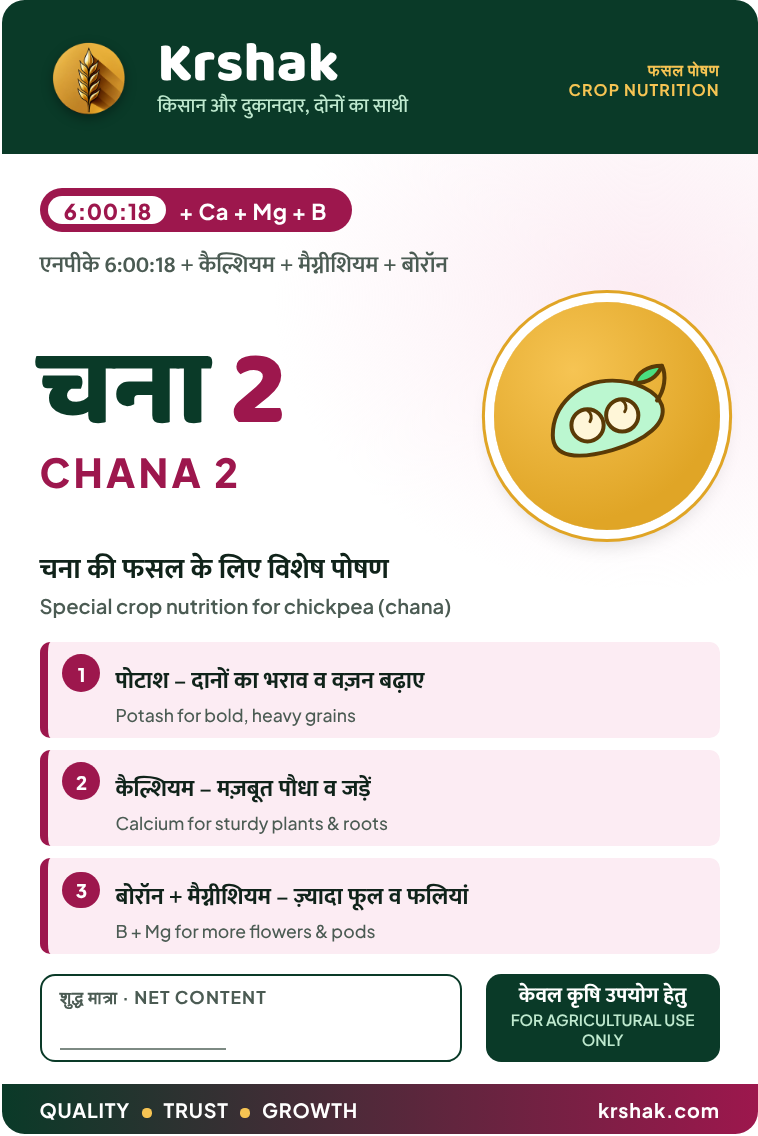 Krshak
किसान और दुकानदार, दोनों का साथी
फसल पोषण
CROP NUTRITION
6:00:18 + Ca + Mg + B
एनपीके 6:00:18 + कैल्शियम + मैग्नीशियम + बोरॉन
चना 2
CHANA 2
चना की फसल के लिए विशेष पोषण
Special crop nutrition for chickpea (chana)
1 पोटाश – दानों का भराव व वज़न बढ़ाए
Potash for bold, heavy grains
2 कैल्शियम – मज़बूत पौधा व जड़ें
Calcium for sturdy plants & roots
3 बोरॉन + मैग्नीशियम – ज़्यादा फूल व फलियां
B + Mg for more flowers & pods
शुद्ध मात्रा · NET CONTENT
केवल कृषि उपयोग हेतु
FOR AGRICULTURAL USE
ONLY
QUALITY ● TRUST ● GROWTH
krshak.com